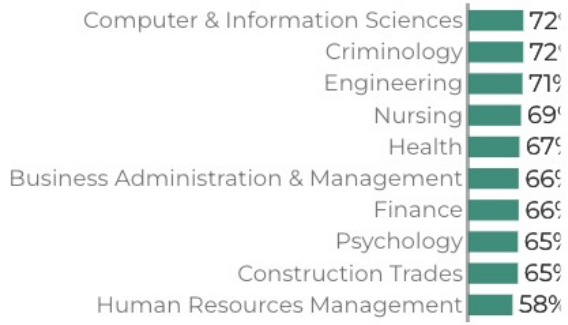 Computer & Information Sciences 72%
Criminology 72%
Engineering 71%
Nursing 69%
Health 67%
Business Administration & Management 66%
Finance 66%
Psychology 65%
Construction Trades 65%
Human Resources Management 58%